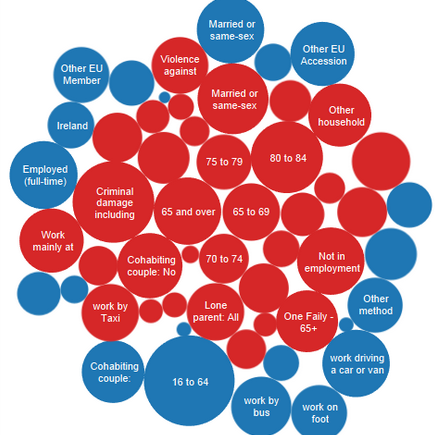 Married or
same-sex
Other EU
Accession
Violence
against
Other EU
Member
Married or
same-sex
Other
household
Ireland
75 to 79
80 to 84
Employed
(full-time)
Criminal
damage
including
65 and over
65 to 69
Work
mainly at
Cohabiting
couple: No
70 to 74
Not in
employment
work by
Taxi
Lone
parent: All
One Faily -
65+
Other
method
Cohabiting
couple:
16 to 64
work driving
a car or van
work by
bus
work on
foot